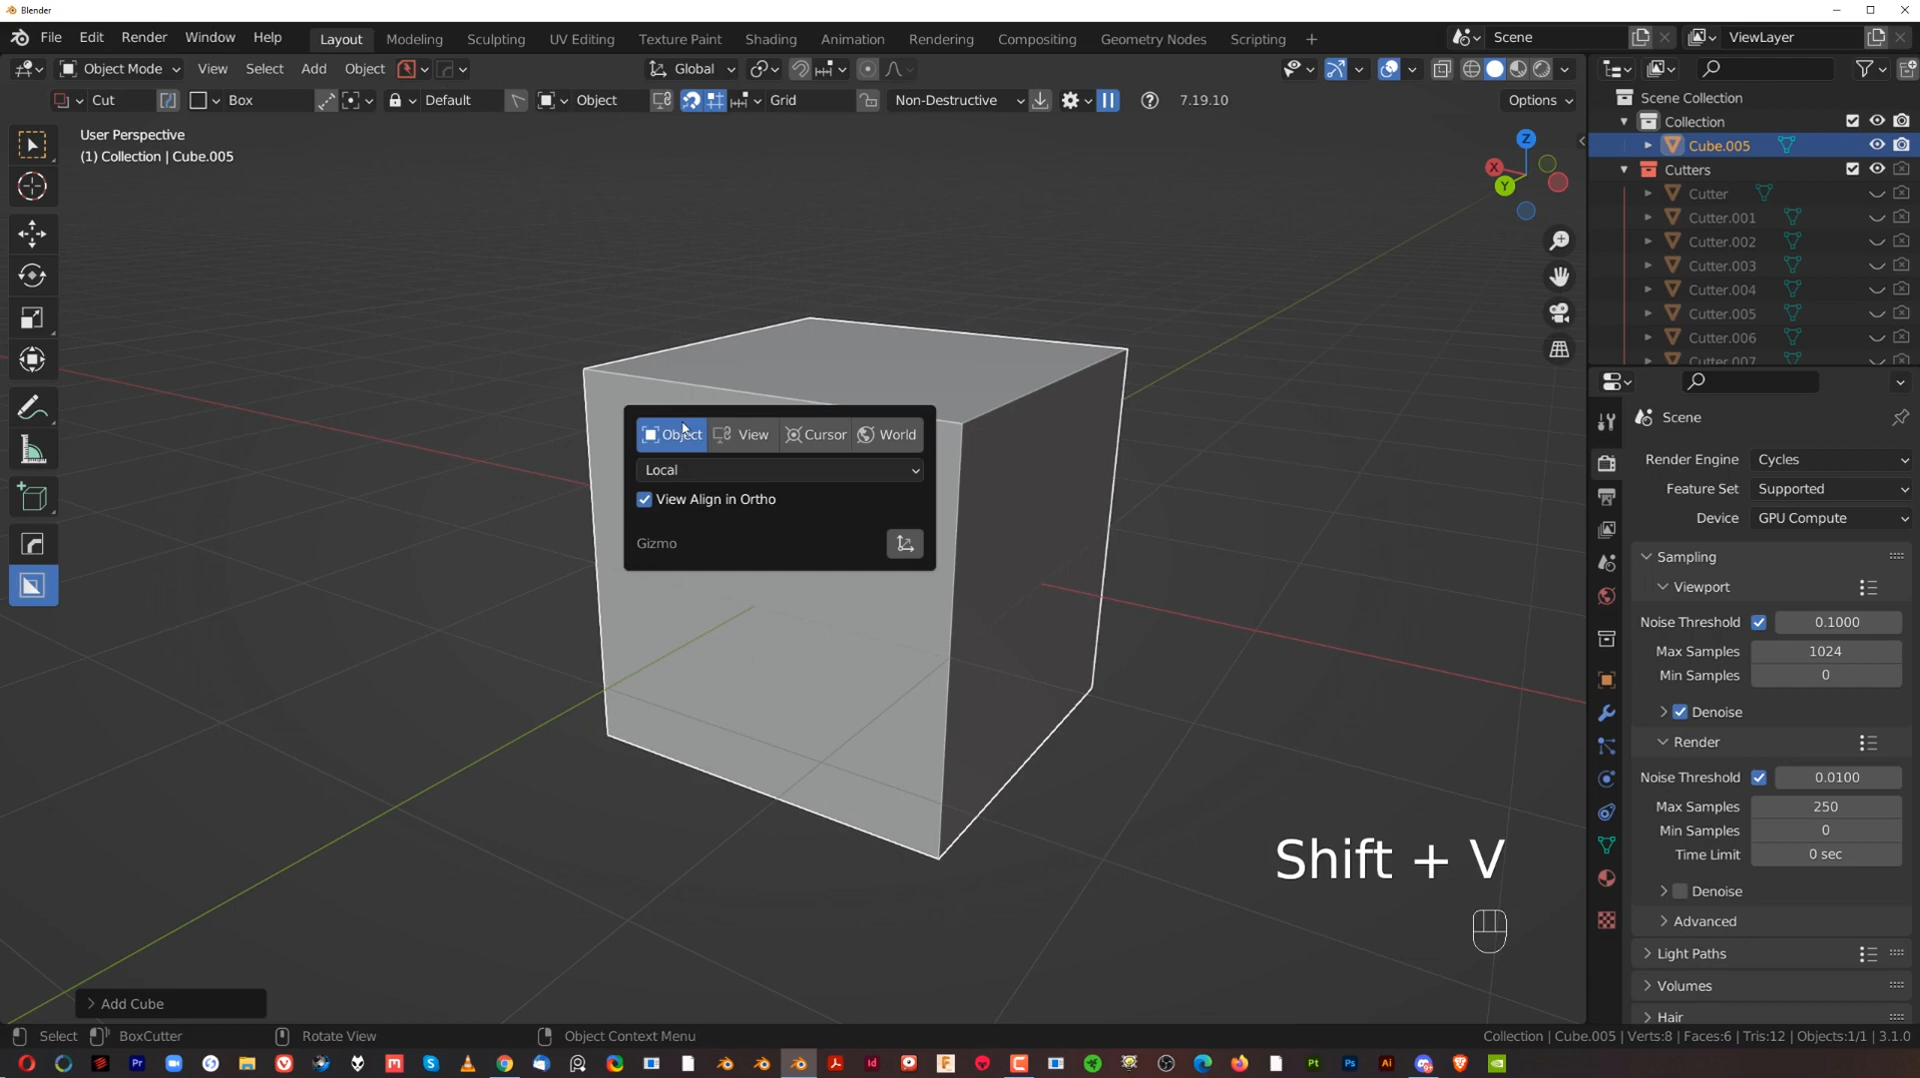 Blender
File Edit Render Window Help Layout Modeling Sculpting UV Editing Texture Paint Shading Animation Rendering Compositing Geometry Nodes Scripting + Scene ViewLayer
Object Mode View Select Add Object Global
Cut Box Default Object Grid Non-Destructive 7.19.10 Options
User Perspective
(1) Collection | Cube.005
Z
X
Y
Object View Cursor World
Local
View Align in Ortho
Gizmo
Shift + V
Add Cube
Scene Collection
Collection
Cube.005
Cutters
Cutter
Cutter.001
Cutter.002
Cutter.003
Cutter.004
Cutter.005
Cutter.006
Cutter.007
Scene
Render Engine Cycles
Feature Set Supported
Device GPU Compute
Sampling
Viewport
Noise Threshold 0.1000
Max Samples 1024
Min Samples 0
Denoise
Render
Noise Threshold 0.0100
Max Samples 250
Min Samples 0
Time Limit 0 sec
Denoise
Advanced
Light Paths
Volumes
Hair
Select BoxCutter Rotate View Object Context Menu Collection | Cube.005 | Verts:8 | Faces:6 | Tris:12 | Objects:1/1 | 3.1.0
Pr M S Id F Pt Ps Ai